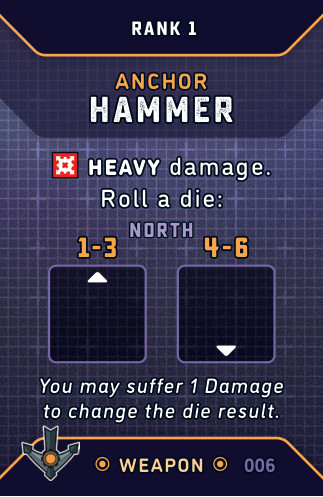 RANK 1
ANCHOR
HAMMER
HEAVY damage.
Roll a die:
NORTH
1-3 4-6
You may suffer 1 Damage
to change the die result.
WEAPON 006